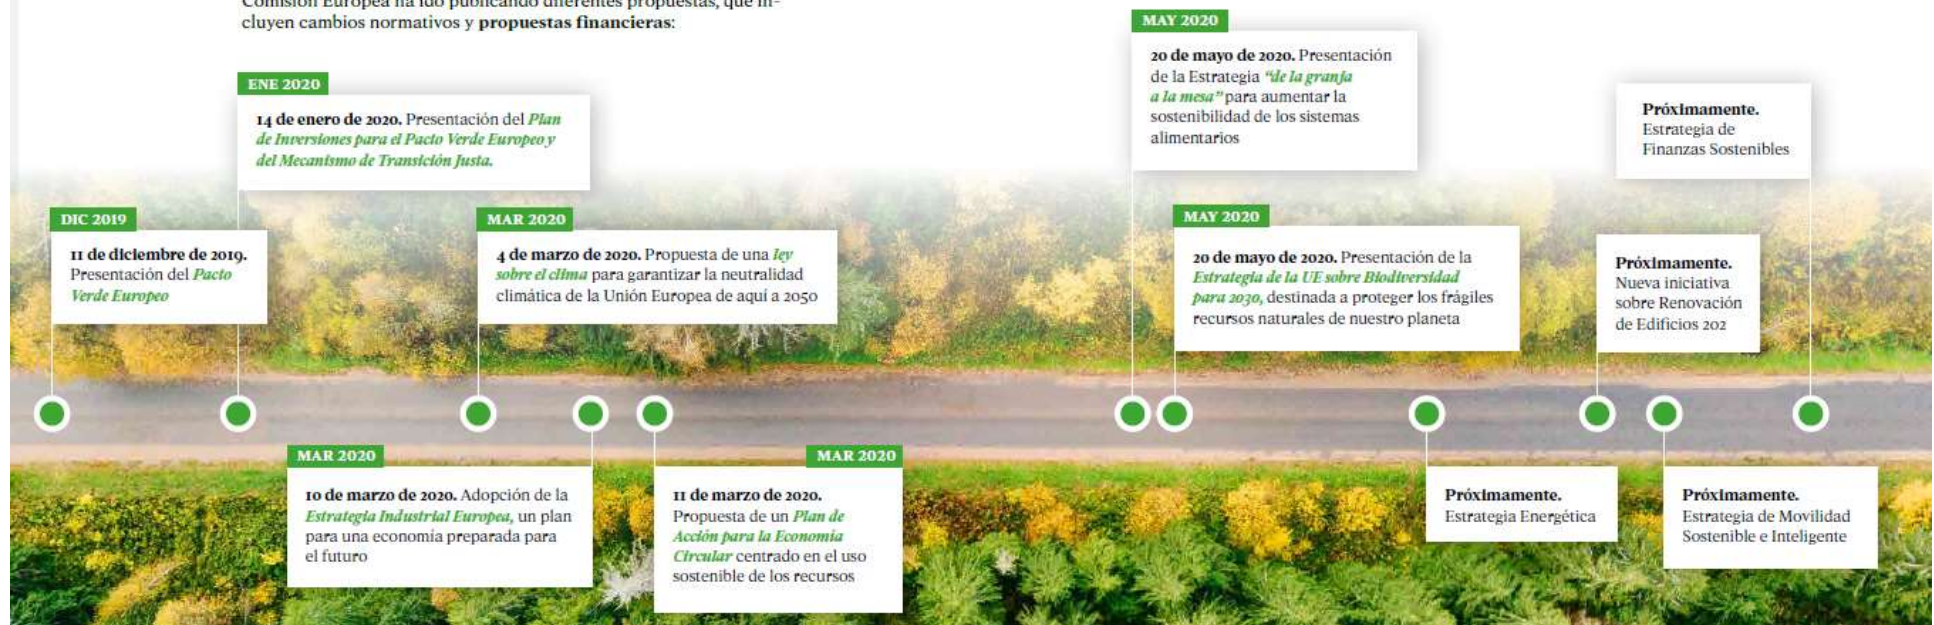 Comisión Europea ha ido publicando diferentes propuestas, que in-
cluyen cambios normativos y propuestas financieras:
DIC 2019
11 de diciembre de 2019.
Presentación del Pacto
Verde Europeo
ENE 2020
14 de enero de 2020. Presentación del Plan
de Inversiones para el Pacto Verde Europeo y
del Mecanismo de Transición Justa.
MAR 2020
4 de marzo de 2020. Propuesta de una ley
sobre el clima para garantizar la neutralidad
climática de la Unión Europea de aquí a 2050
MAR 2020
10 de marzo de 2020. Adopción de la
Estrategia Industrial Europea, un plan
para una economía preparada para
el futuro
MAR 2020
11 de marzo de 2020.
Propuesta de un Plan de
Acción para la Economía
Circular centrado en el uso
sostenible de los recursos
MAY 2020
20 de mayo de 2020. Presentación
de la Estrategia “de la granja
a la mesa” para aumentar la
sostenibilidad de los sistemas
alimentarios
MAY 2020
20 de mayo de 2020. Presentación de la
Estrategia de la UE sobre Biodiversidad
para 2030, destinada a proteger los frágiles
recursos naturales de nuestro planeta
Próximamente.
Estrategia Energética
Próximamente.
Nueva iniciativa
sobre Renovación
de Edificios 202
Próximamente.
Estrategia de Movilidad
Sostenible e Inteligente
Próximamente.
Estrategia de
Finanzas Sostenibles